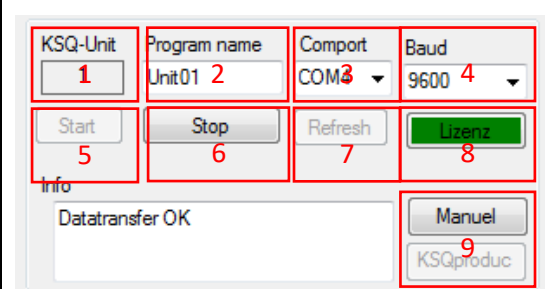 KSQ-Unit Program name Comport Baud
1 Unit01 2 COM4 3 9600 4
Start Stop Refresh Lizenz
5 6 7 8
Info
Datatransfer OK Manuel
9
KSQproduc